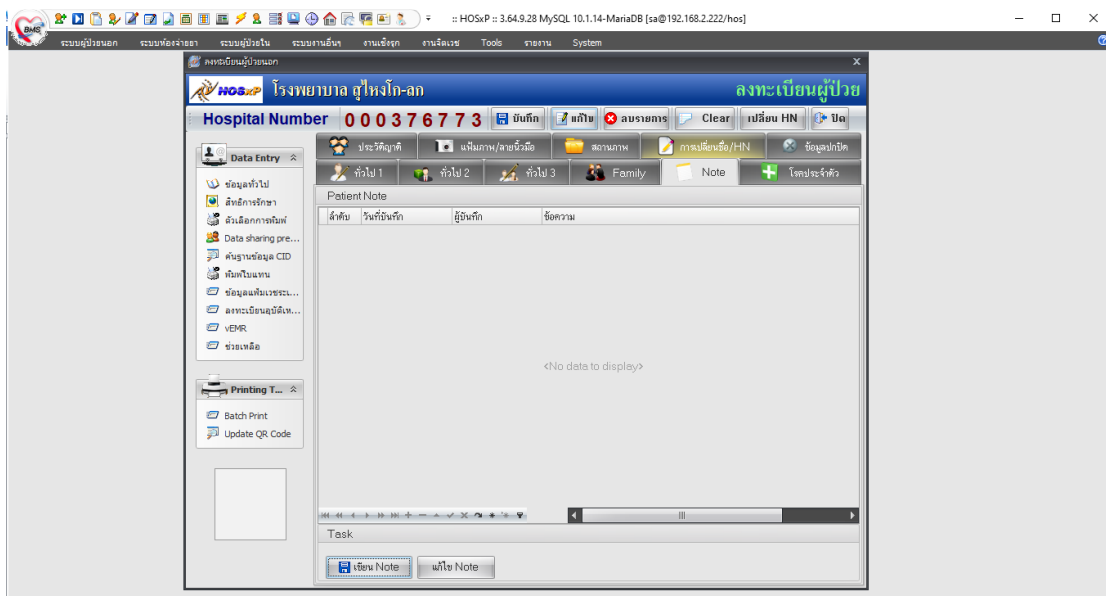 BMS :: HOSxP :: 3.64.9.28 MySQL 10.1.14-MariaDB [sa@192.168.2.222/hos]
ระบบผู้ป่วยนอก ระบบห้องจ่ายยา ระบบผู้ป่วยใน ระบบงานอื่นๆ งานเชิงรุก งานจิตเวช Tools รายงาน System
ลงทะเบียนผู้ป่วยนอก x
HOSxP โรงพยาบาล สุไหงโก-ลก ลงทะเบียนผู้ป่วย
Hospital Number 000376773 บันทึก แก้ไข ลบรายการ Clear เปลี่ยน HN ปิด
ประวัติญาติ แฟ้มภาพ/ลายนิ้วมือ สถานภาพ การเปลี่ยนชื่อ/HN ข้อมูลปกปิด
ทั่วไป 1 ทั่วไป 2 ทั่วไป 3 Family Note โรคประจำตัว
Data Entry
ข้อมูลทั่วไป
สิทธิการรักษา
ตัวเลือกการพิมพ์
Data sharing pre...
ค้นฐานข้อมูล CID
พิมพ์ใบแทน
ข้อมูลแฟ้มเวชระเ...
ลงทะเบียนอุบัติเห...
vEMR
ช่วยเหลือ
Printing T...
Batch Print
Update QR Code
Patient Note
ลำดับ วันที่บันทึก ผู้บันทึก ข้อความ
<No data to display>
Task
เขียน Note แก้ไข Note